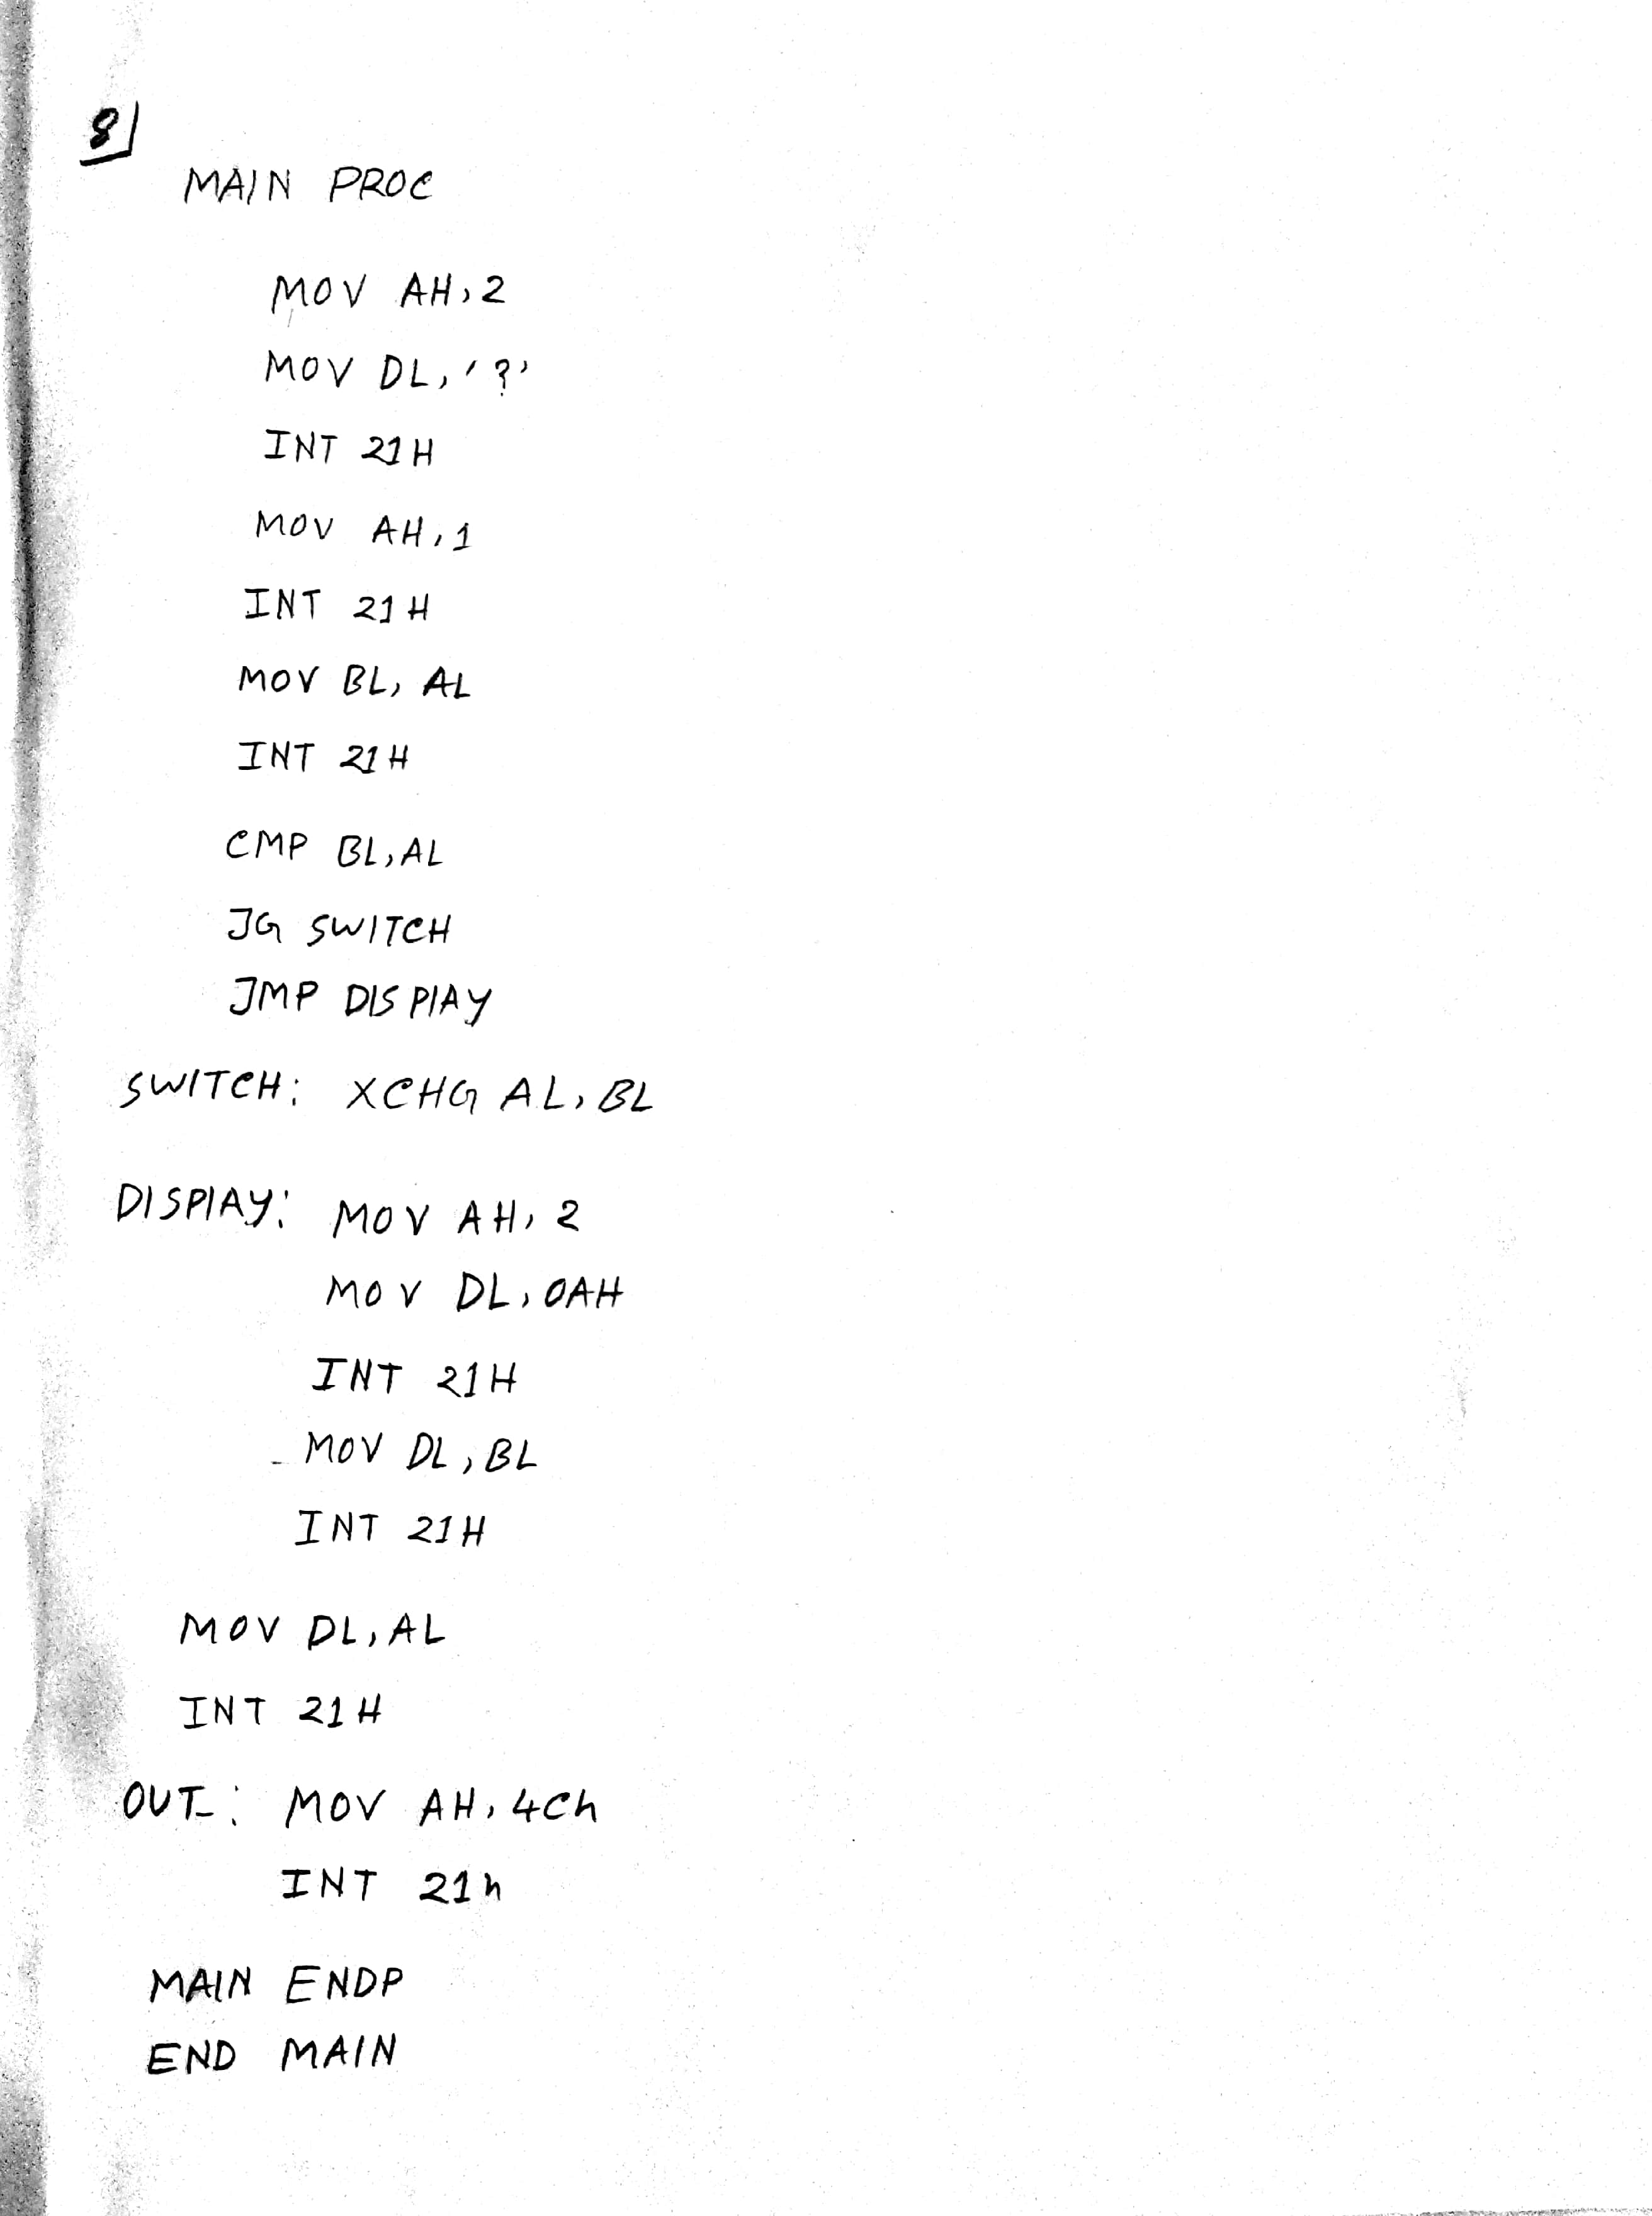 8
MAIN PROC
MOV AH, 2
MOV DL, '?'
INT 21H
MOV AH, 1
INT 21H
MOV BL, AL
INT 21H
CMP BL, AL
JG SWITCH
JMP DISPlAY
SWITCH: XCHG AL, BL
DISPlAY: MOV AH, 2
MOV DL, 0AH
INT 21H
MOV DL, BL
INT 21H
MOV DL, AL
INT 21H
OUT_: MOV AH, 4Ch
INT 21h
MAIN ENDP
END MAIN